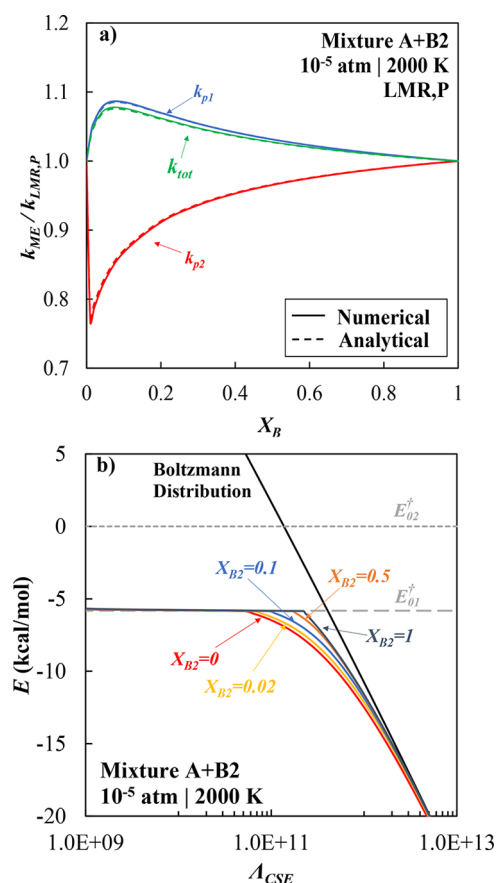 a)
Mixture A+B2
10⁻⁵ atm | 2000 K
LMR,P
k_ME / k_LMR,P
1.2
1.1
1.0
0.9
0.8
0.7
k_p1
k_tot
k_p2
Numerical
Analytical
0 0.2 0.4 0.6 0.8 1
X_B
b)
Boltzmann
Distribution
E (kcal/mol)
5
0
-5
-10
-15
-20
E†_02
E†_01
X_B2=0.1
X_B2=0.5
X_B2=1
X_B2=0
X_B2=0.02
Mixture A+B2
10⁻⁵ atm | 2000 K
1.0E+09 1.0E+11 1.0E+13
Λ_CSE